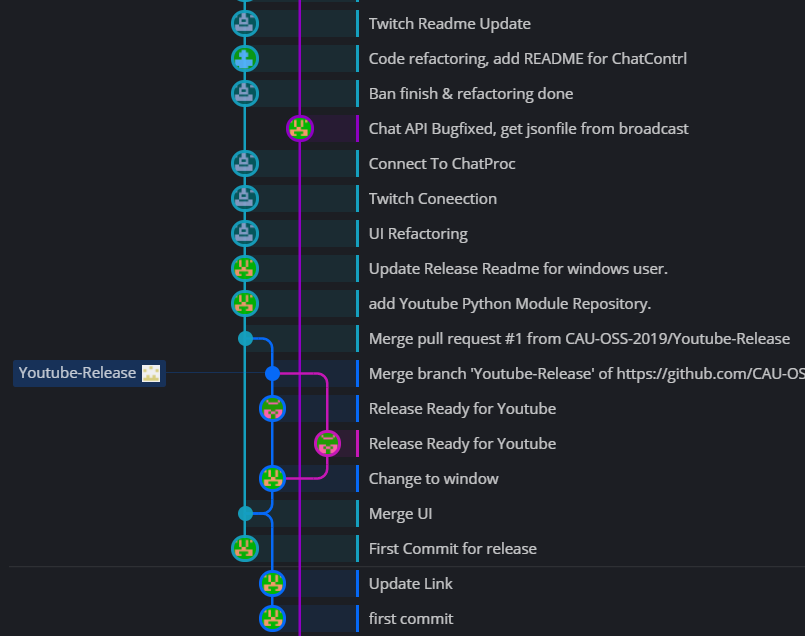 Twitch Readme Update
Code refactoring, add README for ChatContrl
Ban finish & refactoring done
Chat API Bugfixed, get jsonfile from broadcast
Connect To ChatProc
Twitch Coneection
UI Refactoring
Update Release Readme for windows user.
add Youtube Python Module Repository.
Merge pull request #1 from CAU-OSS-2019/Youtube-Release
Youtube-Release
Merge branch 'Youtube-Release' of https://github.com/CAU-OS
Release Ready for Youtube
Release Ready for Youtube
Change to window
Merge UI
First Commit for release
Update Link
first commit